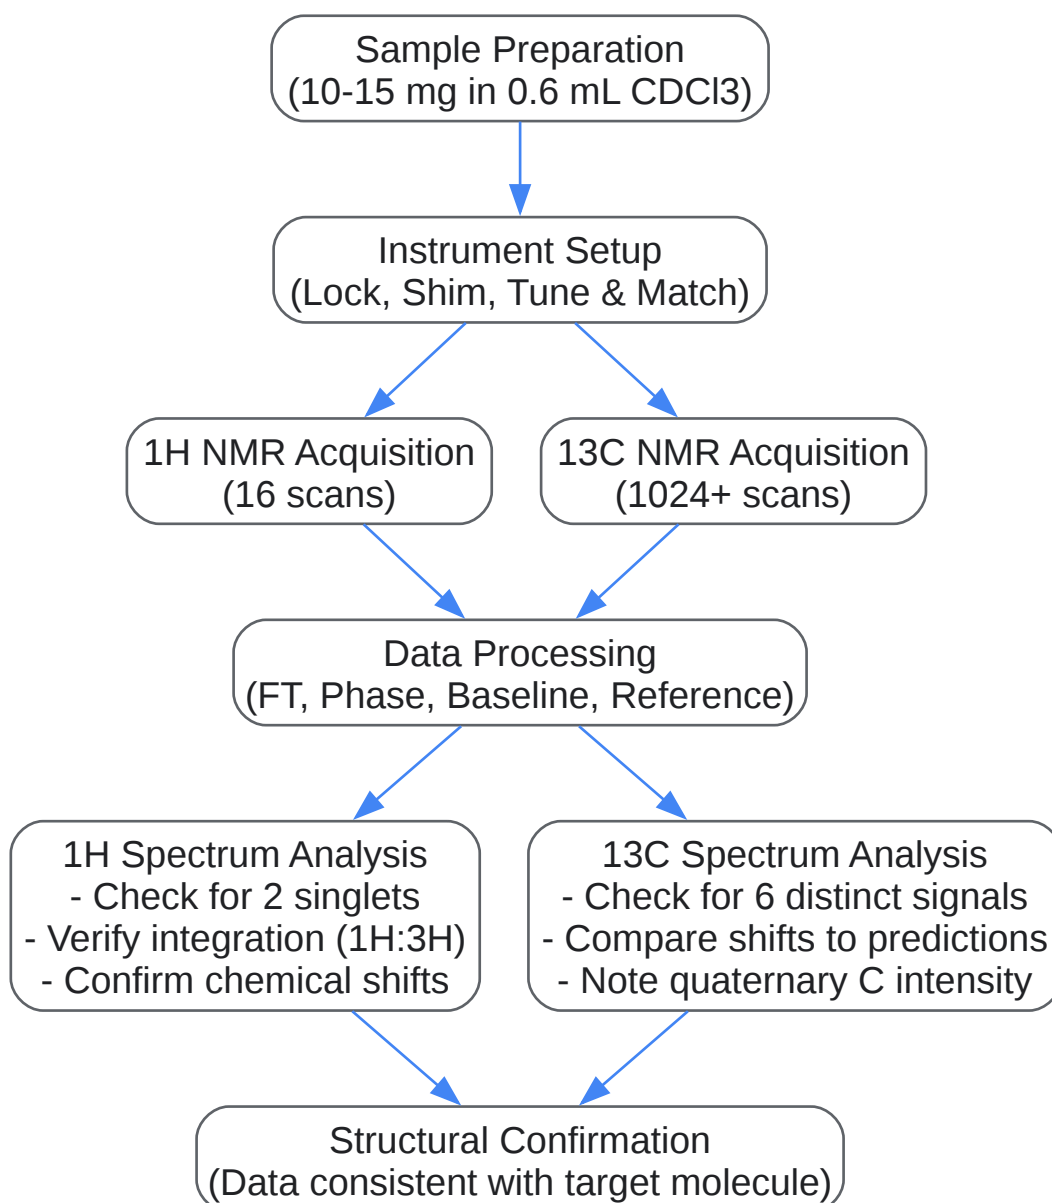 Sample Preparation
(10-15 mg in 0.6 mL CDCl3)
Instrument Setup
(Lock, Shim, Tune & Match)
1H NMR Acquisition
(16 scans)
13C NMR Acquisition
(1024+ scans)
Data Processing
(FT, Phase, Baseline, Reference)
1H Spectrum Analysis
- Check for 2 singlets
- Verify integration (1H:3H)
- Confirm chemical shifts
13C Spectrum Analysis
- Check for 6 distinct signals
- Compare shifts to predictions
- Note quaternary C intensity
Structural Confirmation
(Data consistent with target molecule)